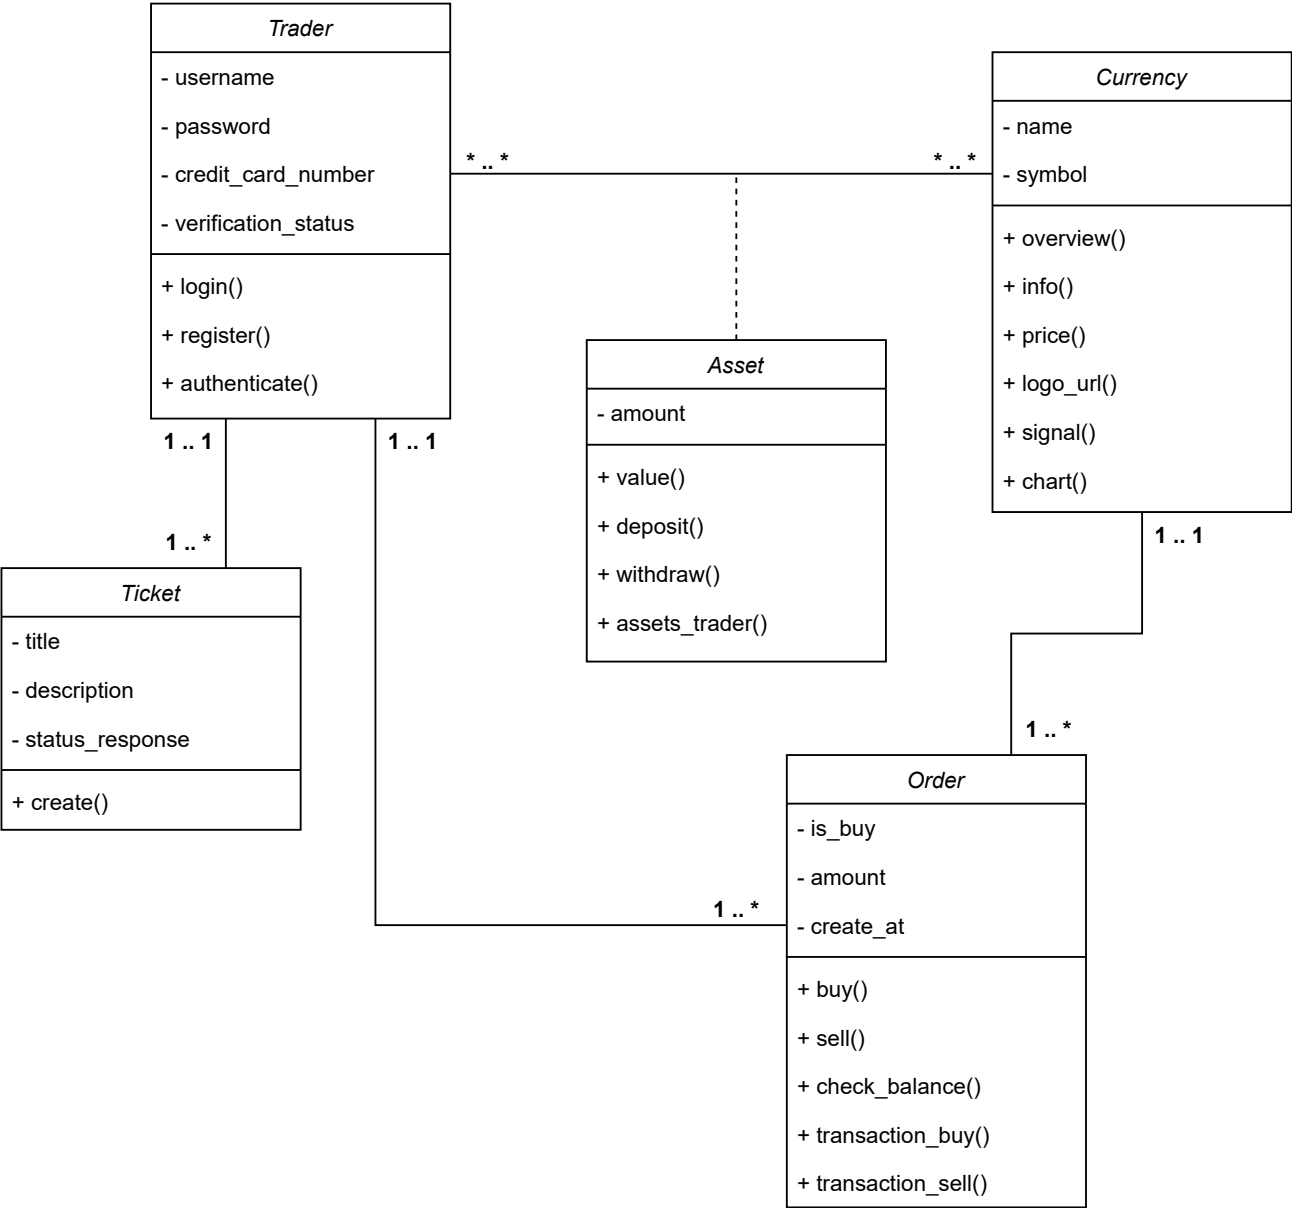 Trader
- username
- password
- credit_card_number
- verification_status
+ login()
+ register()
+ authenticate()
* .. *
* .. *
Currency
- name
- symbol
+ overview()
+ info()
+ price()
+ logo_url()
+ signal()
+ chart()
Asset
- amount
+ value()
+ deposit()
+ withdraw()
+ assets_trader()
1 .. 1
1 .. 1
1 .. *
Ticket
- title
- description
- status_response
+ create()
1 .. 1
1 .. *
1 .. *
Order
- is_buy
- amount
- create_at
+ buy()
+ sell()
+ check_balance()
+ transaction_buy()
+ transaction_sell()